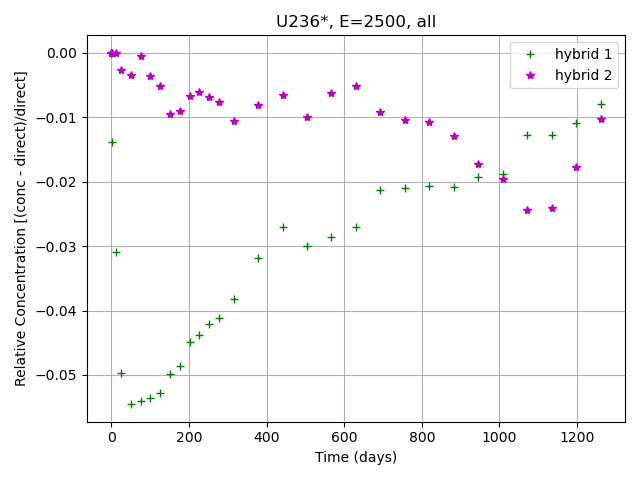 U236*, E=2500, all
hybrid 1
hybrid 2
Relative Concentration [(conc - direct)/direct]
0.00
−0.01
−0.02
−0.03
−0.04
−0.05
0 200 400 600 800 1000 1200
Time (days)